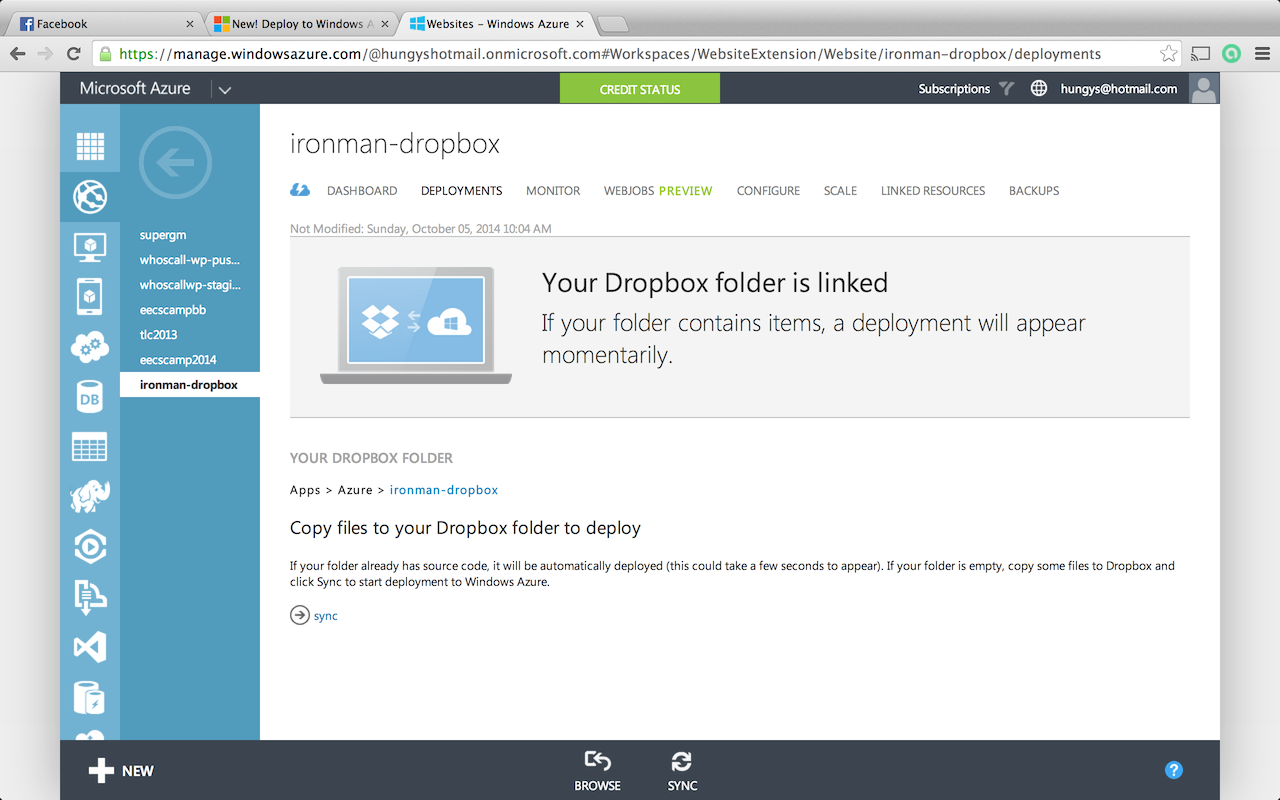 Facebook
New! Deploy to Windows A
Websites – Windows Azure
https://manage.windowsazure.com/@hungyshotmail.onmicrosoft.com#Workspaces/WebsiteExtension/Website/ironman-dropbox/deployments
Microsoft Azure
CREDIT STATUS
Subscriptions
hungys@hotmail.com
supergm
whoscall-wp-pus...
whoscallwp-stagi...
eecscampbb
tlc2013
eecscamp2014
ironman-dropbox
DB
ironman-dropbox
DASHBOARD DEPLOYMENTS MONITOR WEBJOBS PREVIEW CONFIGURE SCALE LINKED RESOURCES BACKUPS
Not Modified: Sunday, October 05, 2014 10:04 AM
Your Dropbox folder is linked
If your folder contains items, a deployment will appear
momentarily.
YOUR DROPBOX FOLDER
Apps > Azure > ironman-dropbox
Copy files to your Dropbox folder to deploy
If your folder already has source code, it will be automatically deployed (this could take a few seconds to appear). If your folder is empty, copy some files to Dropbox and
click Sync to start deployment to Windows Azure.
sync
NEW
BROWSE
SYNC
?